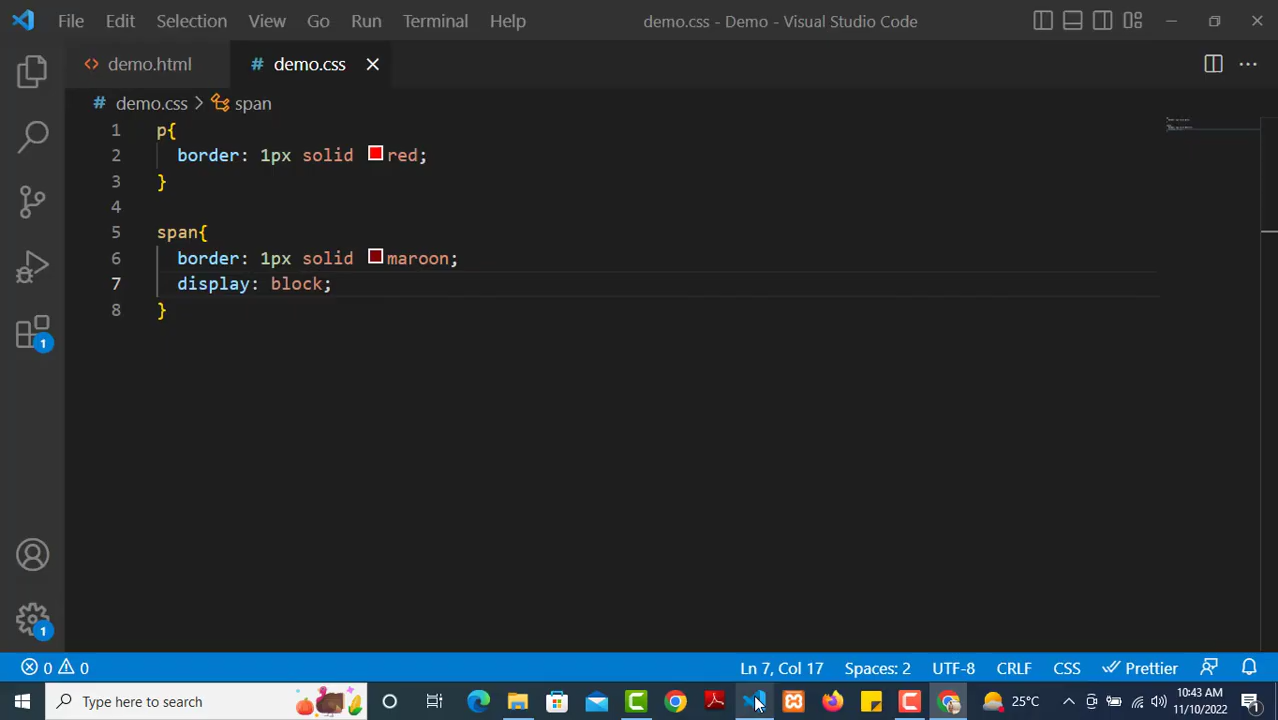 File Edit Selection View Go Run Terminal Help demo.css - Demo - Visual Studio Code
<> demo.html # demo.css
# demo.css > span
1 p{
2 border: 1px solid red;
3 }
4
5 span{
6 border: 1px solid maroon;
7 display: block;
8 }
1
1
0 0 Ln 7, Col 17 Spaces: 2 UTF-8 CRLF CSS Prettier
Type here to search 25°C 10:43 AM
11/10/2022 1